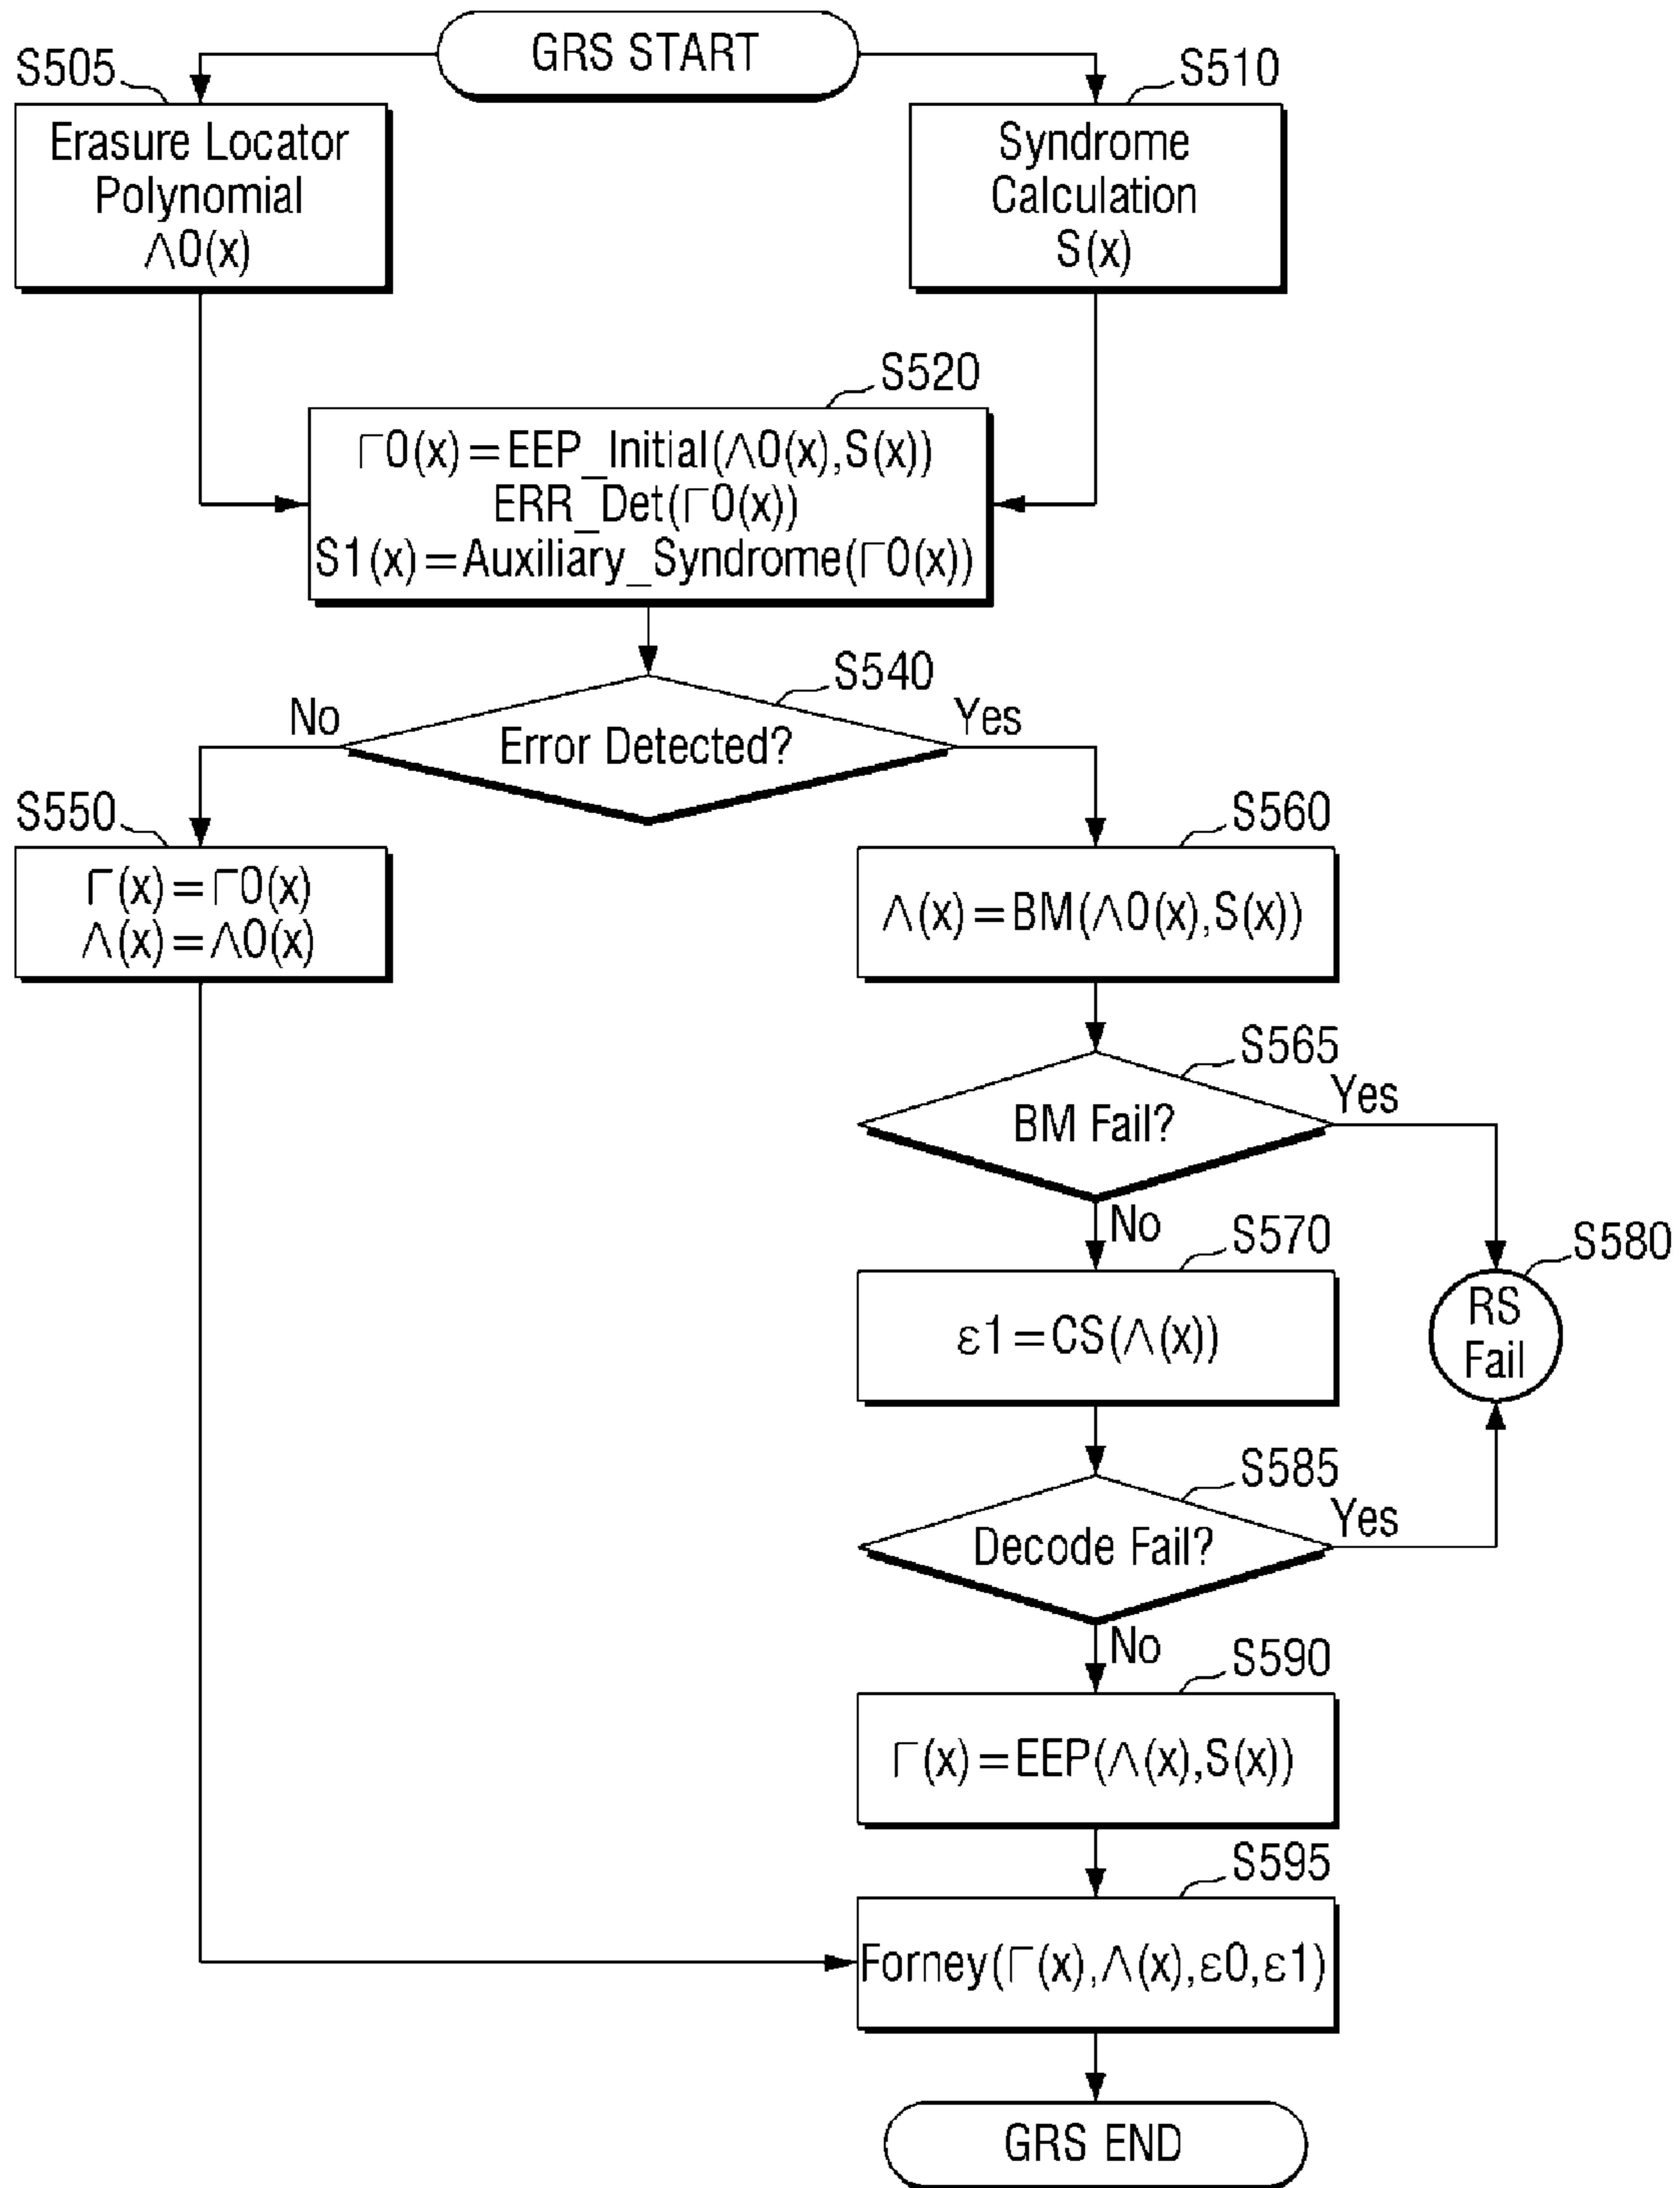 GRS START
S505
Erasure Locator
Polynomial
Λ0(x)
S510
Syndrome
Calculation
S(x)
S520
Γ0(x)=EEP_Initial(Λ0(x),S(x))
ERR_Det(Γ0(x))
S1(x)=Auxiliary_Syndrome(Γ0(x))
S540
No
Error Detected?
Yes
S550
Γ(x)=Γ0(x)
Λ(x)=Λ0(x)
S560
Λ(x)=BM(Λ0(x),S(x))
S565
BM Fail?
Yes
No
S570
ε1=CS(Λ(x))
S580
RS
Fail
S585
Decode Fail?
Yes
No
S590
Γ(x)=EEP(Λ(x),S(x))
S595
Forney(Γ(x),Λ(x),ε0,ε1)
GRS END